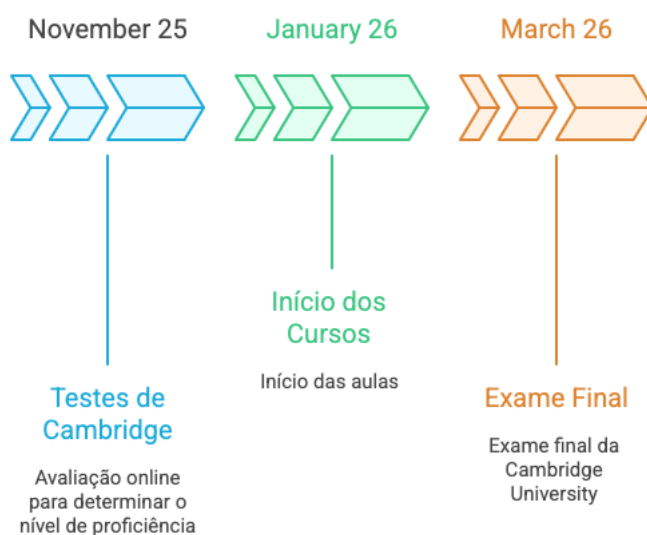 November 25
January 26
March 26
Início dos
Cursos
Início das aulas
Testes de
Cambridge
Avaliação online
para determinar o
nível de proficiência
Exame Final
Exame final da
Cambridge
University